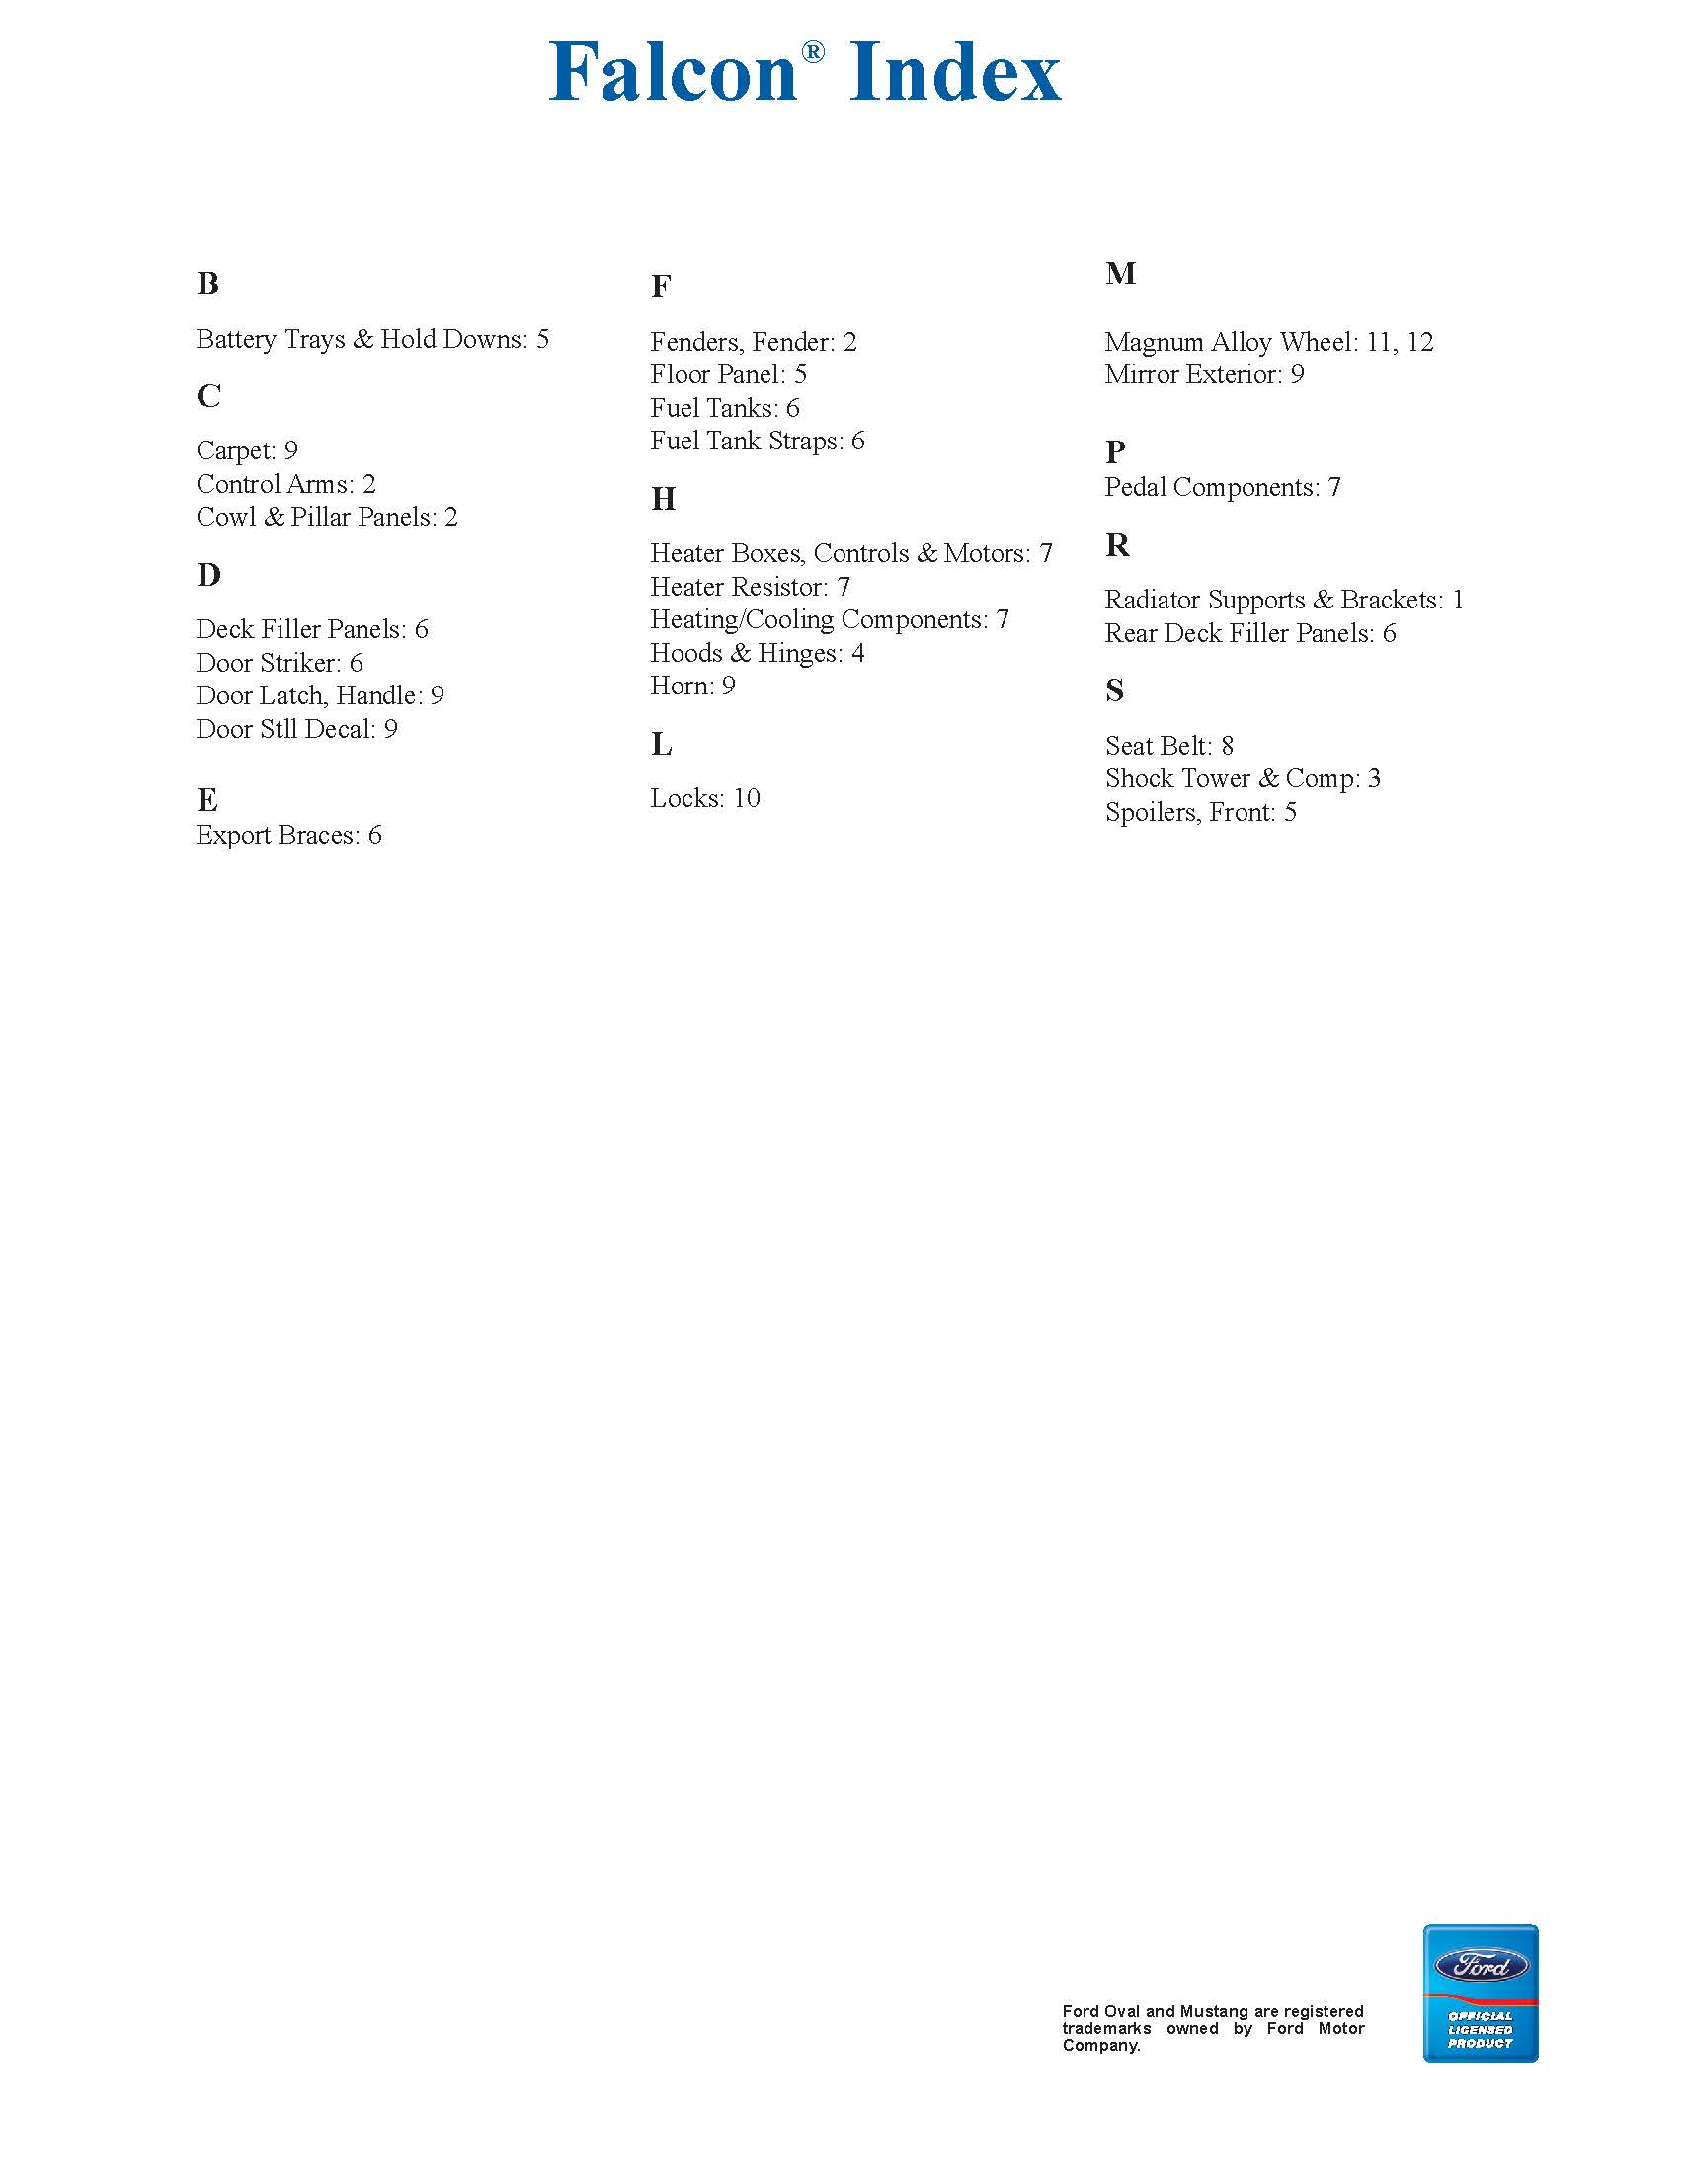 Falcon® Index
B
Battery Trays & Hold Downs: 5
C
Carpet: 9
Control Arms: 2
Cowl & Pillar Panels: 2
D
Deck Filler Panels: 6
Door Striker: 6
Door Latch, Handle: 9
Door Stll Decal: 9
E
Export Braces: 6
F
Fenders, Fender: 2
Floor Panel: 5
Fuel Tanks: 6
Fuel Tank Straps: 6
H
Heater Boxes, Controls & Motors: 7
Heater Resistor: 7
Heating/Cooling Components: 7
Hoods & Hinges: 4
Horn: 9
L
Locks: 10
M
Magnum Alloy Wheel: 11, 12
Mirror Exterior: 9
P
Pedal Components: 7
R
Radiator Supports & Brackets: 1
Rear Deck Filler Panels: 6
S
Seat Belt: 8
Shock Tower & Comp: 3
Spoilers, Front: 5
Ford Oval and Mustang are registered
trademarks owned by Ford Motor
Company.
Ford
OFFICIAL
LICENSED
PRODUCT